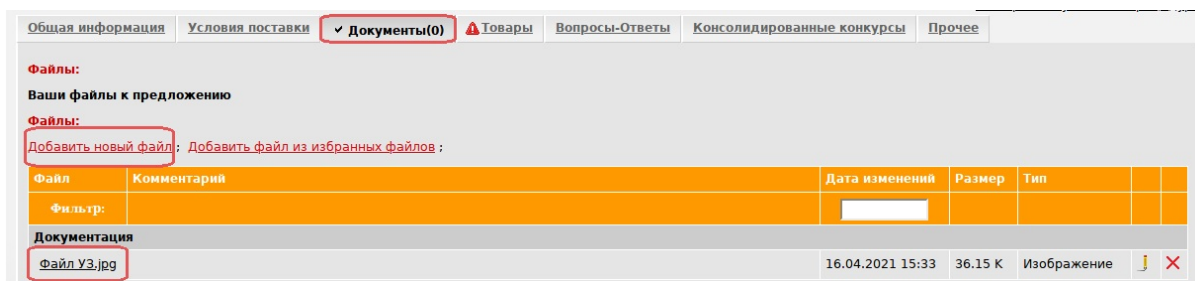 Общая информация Условия поставки Документы(0) Товары Вопросы-Ответы Консолидированные конкурсы Прочее
Файлы:
Ваши файлы к предложению
Файлы:
Добавить новый файл ; Добавить файл из избранных файлов ;
Файл Комментарий Дата изменений Размер Тип
Фильтр:
Документация
Файл УЗ.jpg 16.04.2021 15:33 36.15 K Изображение